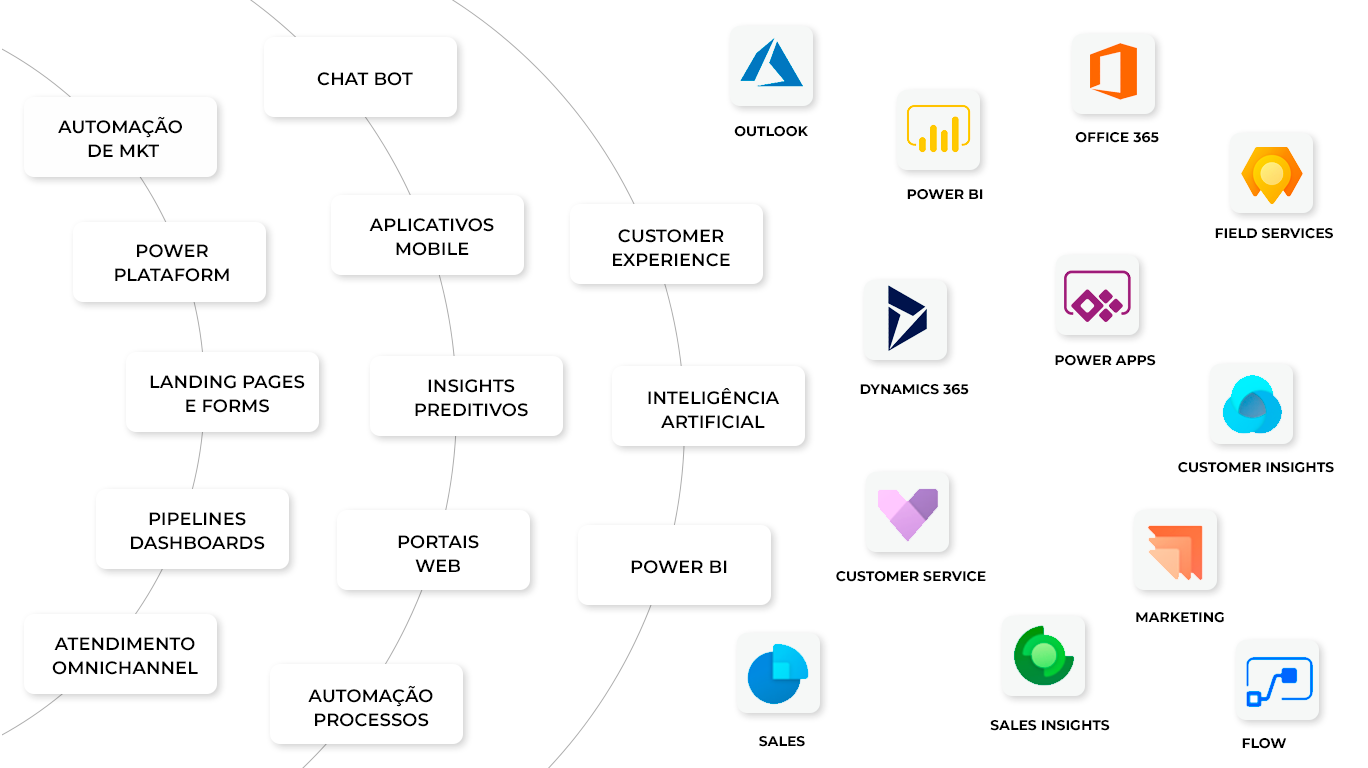 CHAT BOT
AUTOMAÇÃO
DE MKT
POWER
PLATAFORM
APLICATIVOS
MOBILE
CUSTOMER
EXPERIENCE
LANDING PAGES
E FORMS
INSIGHTS
PREDITIVOS
INTELIGÊNCIA
ARTIFICIAL
PIPELINES
DASHBOARDS
PORTAIS
WEB
POWER BI
ATENDIMENTO
OMNICHANNEL
AUTOMAÇÃO
PROCESSOS
OUTLOOK
OFFICE 365
POWER BI
FIELD SERVICES
POWER APPS
DYNAMICS 365
CUSTOMER INSIGHTS
CUSTOMER SERVICE
MARKETING
SALES INSIGHTS
SALES
FLOW